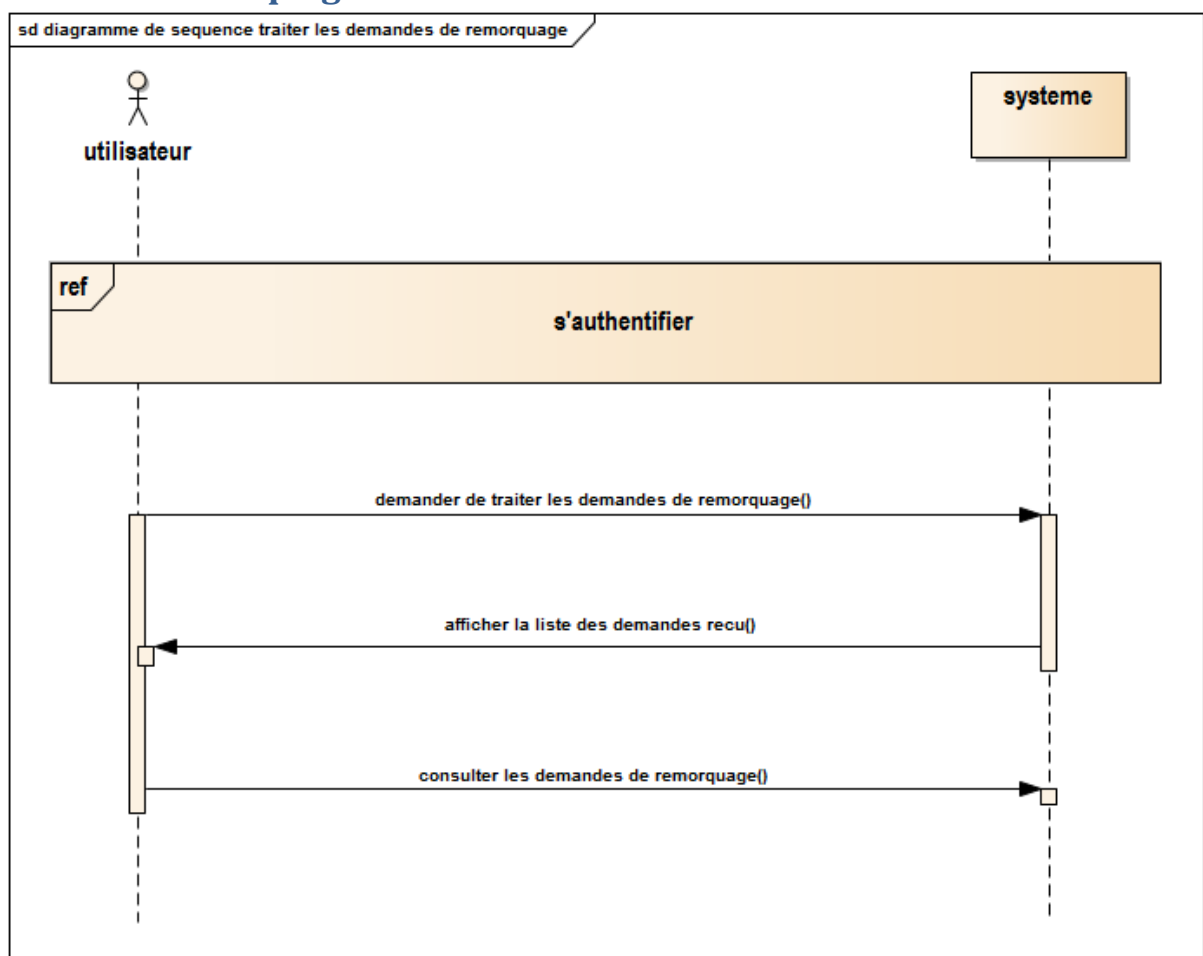 sd diagramme de sequence traiter les demandes de remorquage
utilisateur
systeme
ref
s'authentifier
demander de traiter les demandes de remorquage()
afficher la liste des demandes recu()
consulter les demandes de remorquage()